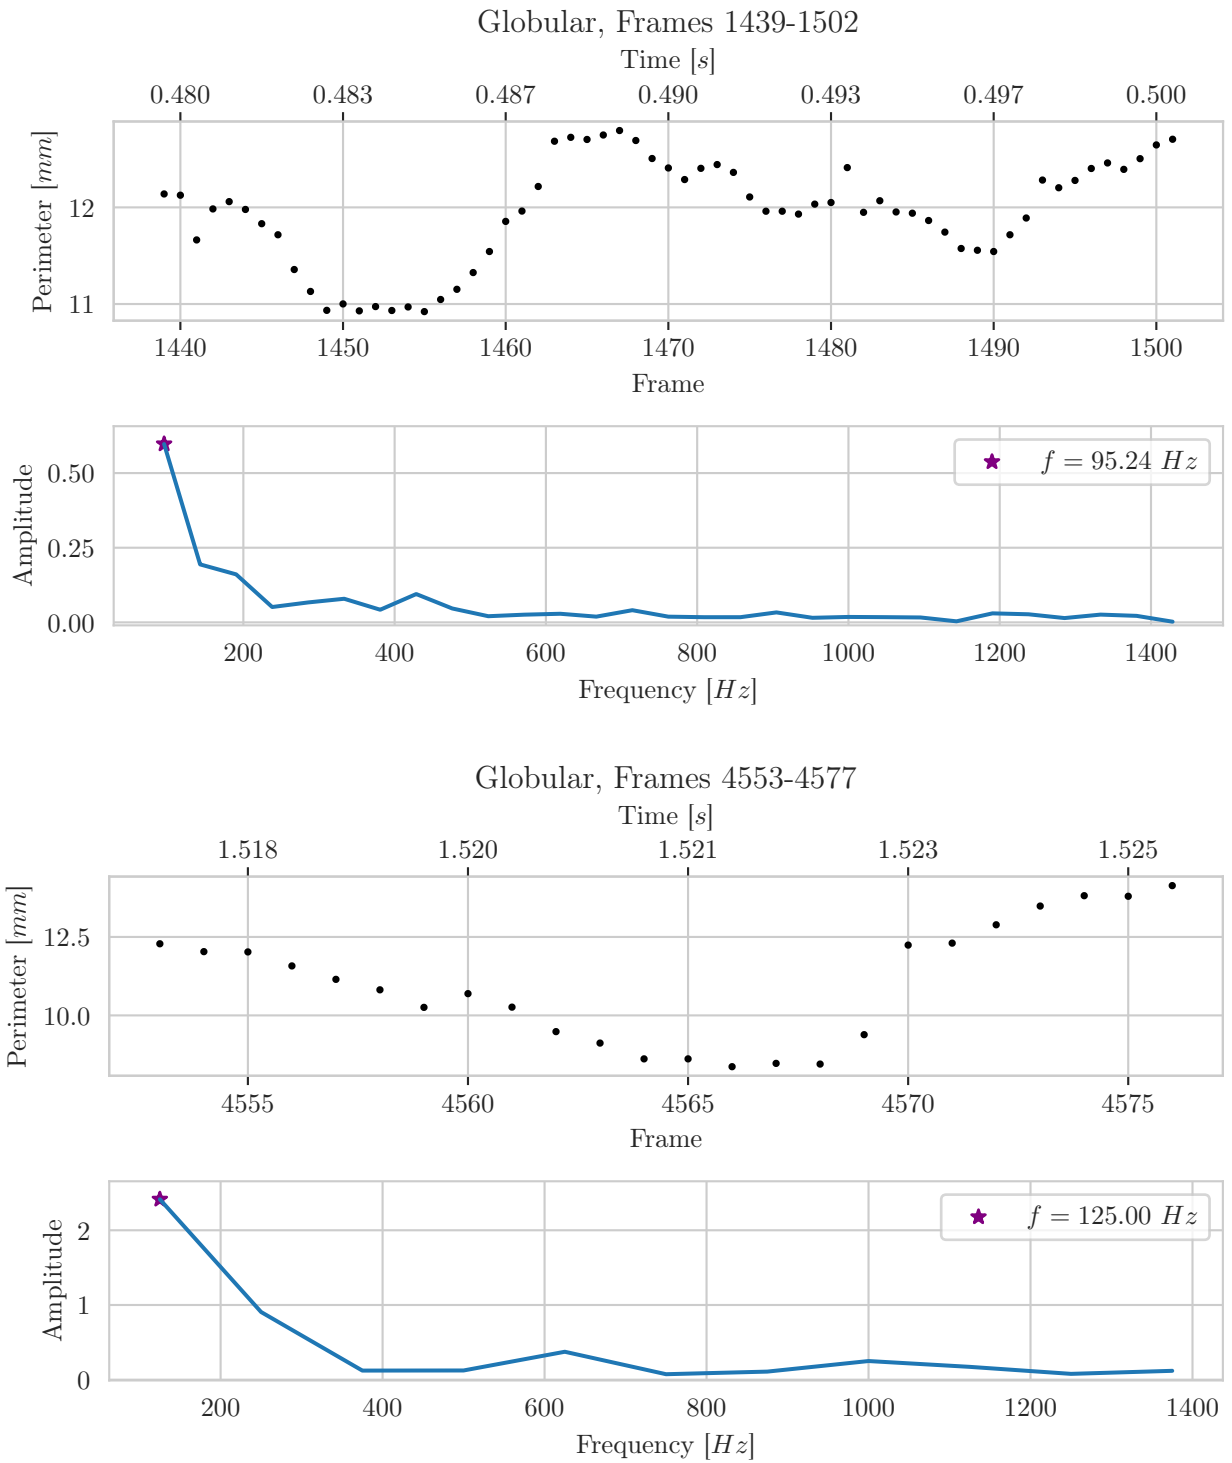 Globular, Frames 1439-1502
Time [s]
0.480 0.483 0.487 0.490 0.493 0.497 0.500
Perimeter [mm]
12
11
1440 1450 1460 1470 1480 1490 1500
Frame
Amplitude
0.50
0.25
0.00
f = 95.24 Hz
200 400 600 800 1000 1200 1400
Frequency [Hz]
Globular, Frames 4553-4577
Time [s]
1.518 1.520 1.521 1.523 1.525
Perimeter [mm]
12.5
10.0
4555 4560 4565 4570 4575
Frame
Amplitude
2
1
0
f = 125.00 Hz
200 400 600 800 1000 1200 1400
Frequency [Hz]